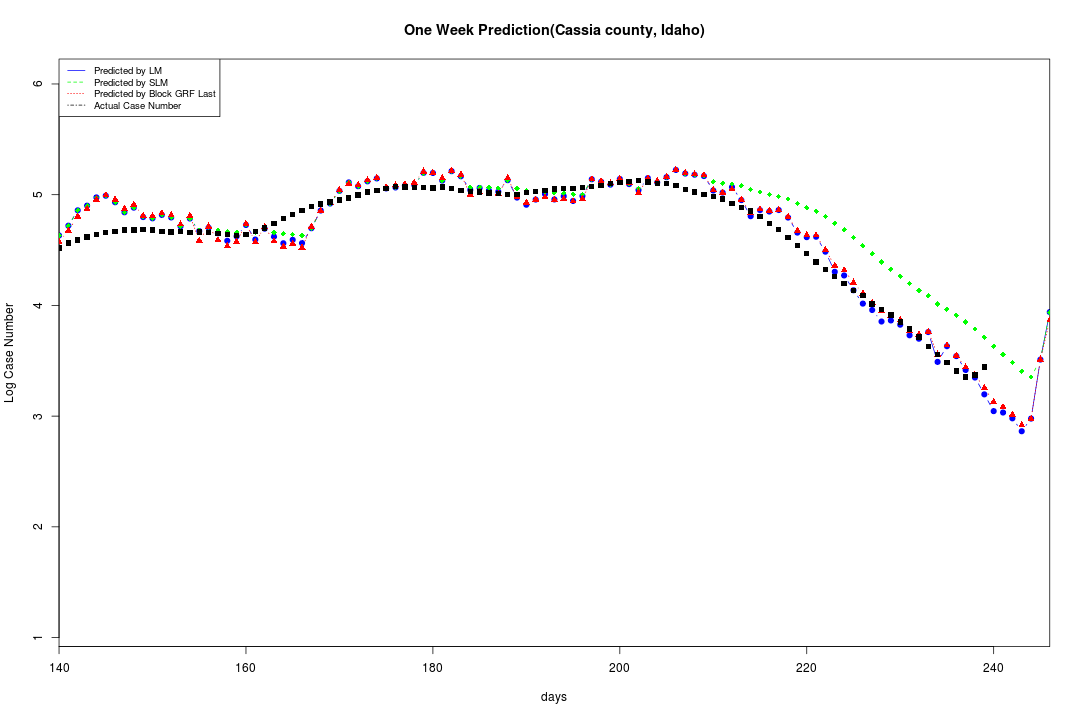 One Week Prediction(Cassia county, Idaho)
Predicted by LM
Predicted by SLM
Predicted by Block GRF Last
Actual Case Number
6
5
4
3
2
1
Log Case Number
140 160 180 200 220 240
days